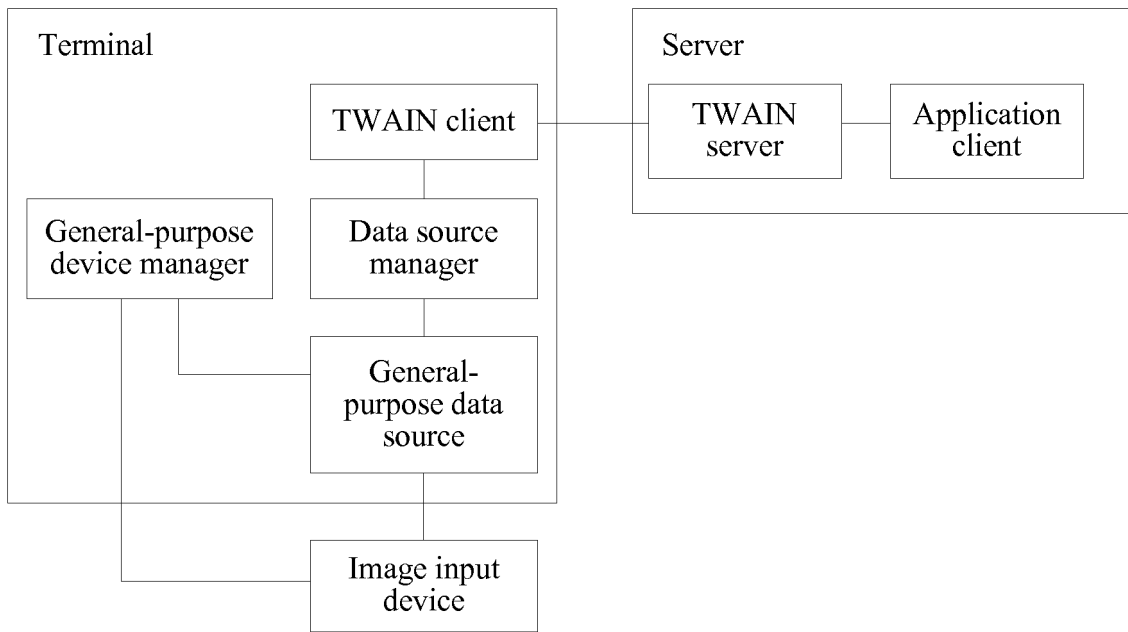 Terminal
Server
TWAIN client
TWAIN
server
Application
client
General-purpose
device manager
Data source
manager
General-
purpose data
source
Image input
device